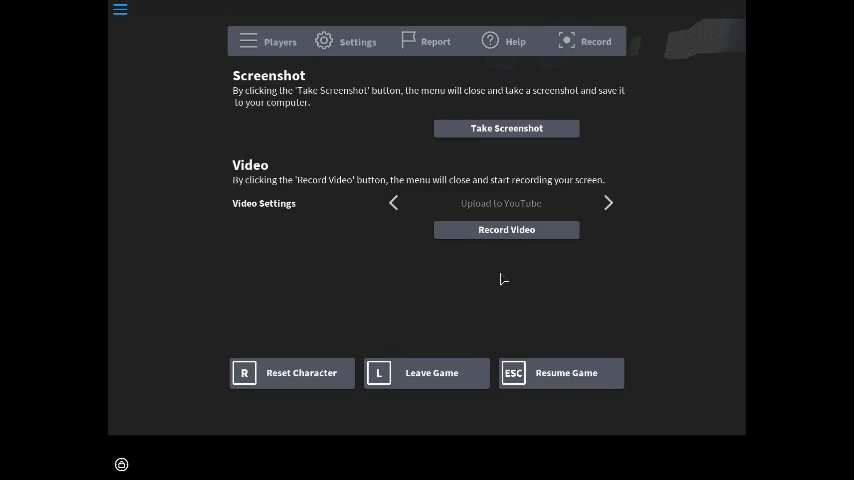 Players Settings Report Help Record
Screenshot
By clicking the 'Take Screenshot' button, the menu will close and take a screenshot and save it
to your computer.
Take Screenshot
Video
By clicking the 'Record Video' button, the menu will close and start recording your screen.
Video Settings Upload to YouTube
Record Video
R Reset Character L Leave Game ESC Resume Game